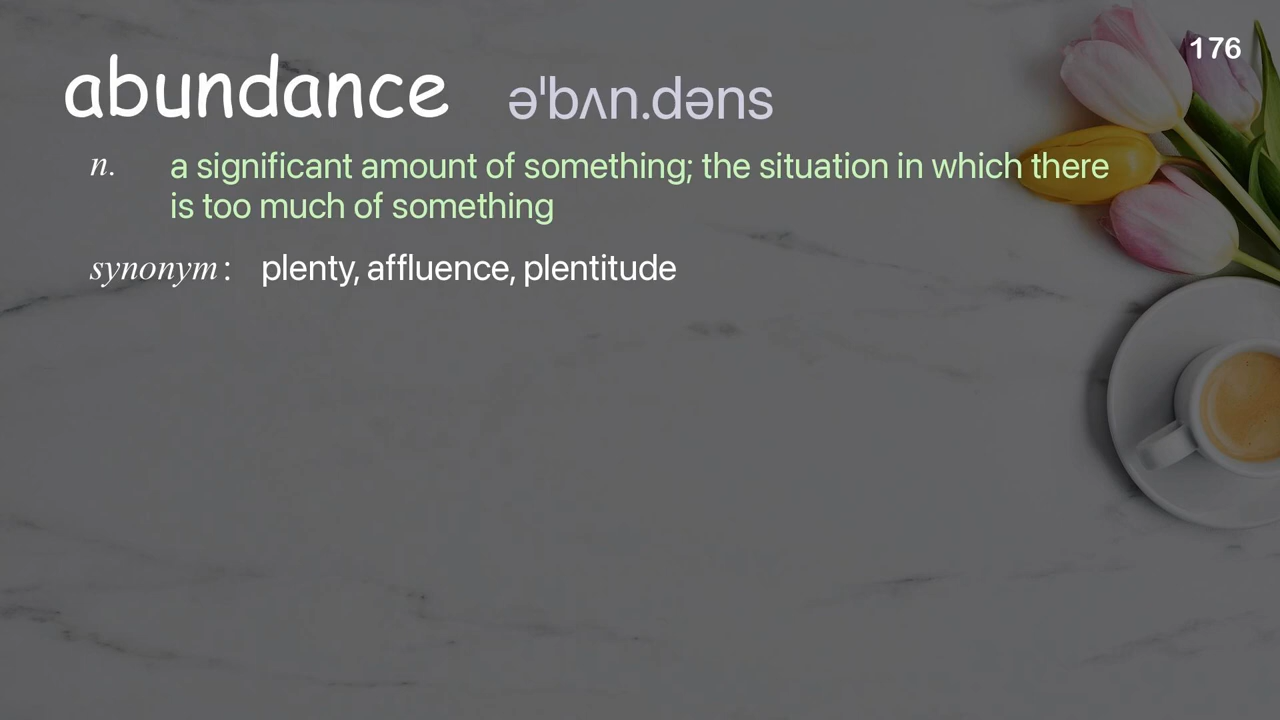 176
abundance əˈbʌn.dəns
n. a significant amount of something; the situation in which there
is too much of something
synonym: plenty, affluence, plentitude